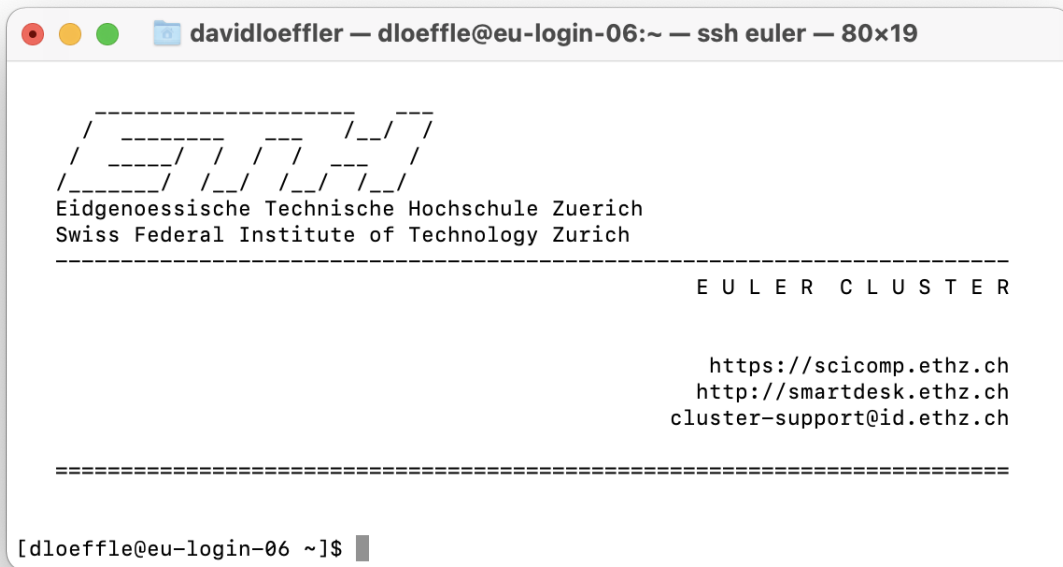 davidloeffler — dloeffle@eu-login-06:~ — ssh euler — 80×19
ETH
Eidgenoessische Technische Hochschule Zuerich
Swiss Federal Institute of Technology Zurich
E U L E R  C L U S T E R
https://scicomp.ethz.ch
http://smartdesk.ethz.ch
cluster-support@id.ethz.ch
[dloeffle@eu-login-06 ~]$